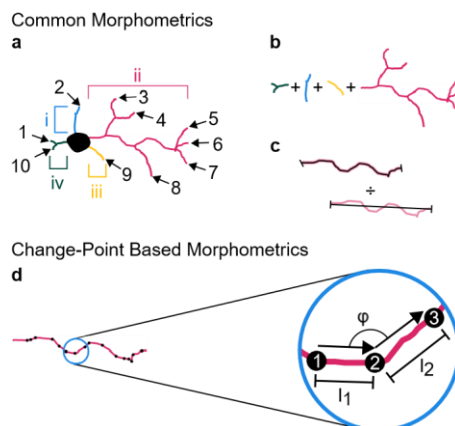 Common Morphometrics
a
b
ii
2
3
i
4
5
1
6
10
9
7
iv
iii
8
+ + +
c
÷
Change-Point Based Morphometrics
d
φ
3
1
2
l2
l1